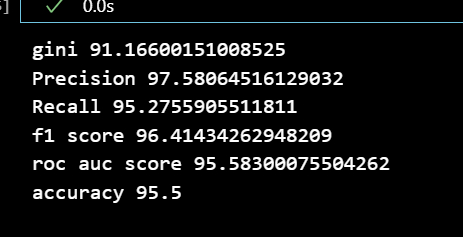 ] 0.0s
gini 91.16600151008525
Precision 97.58064516129032
Recall 95.2755905511811
f1 score 96.41434262948209
roc auc score 95.58300075504262
accuracy 95.5